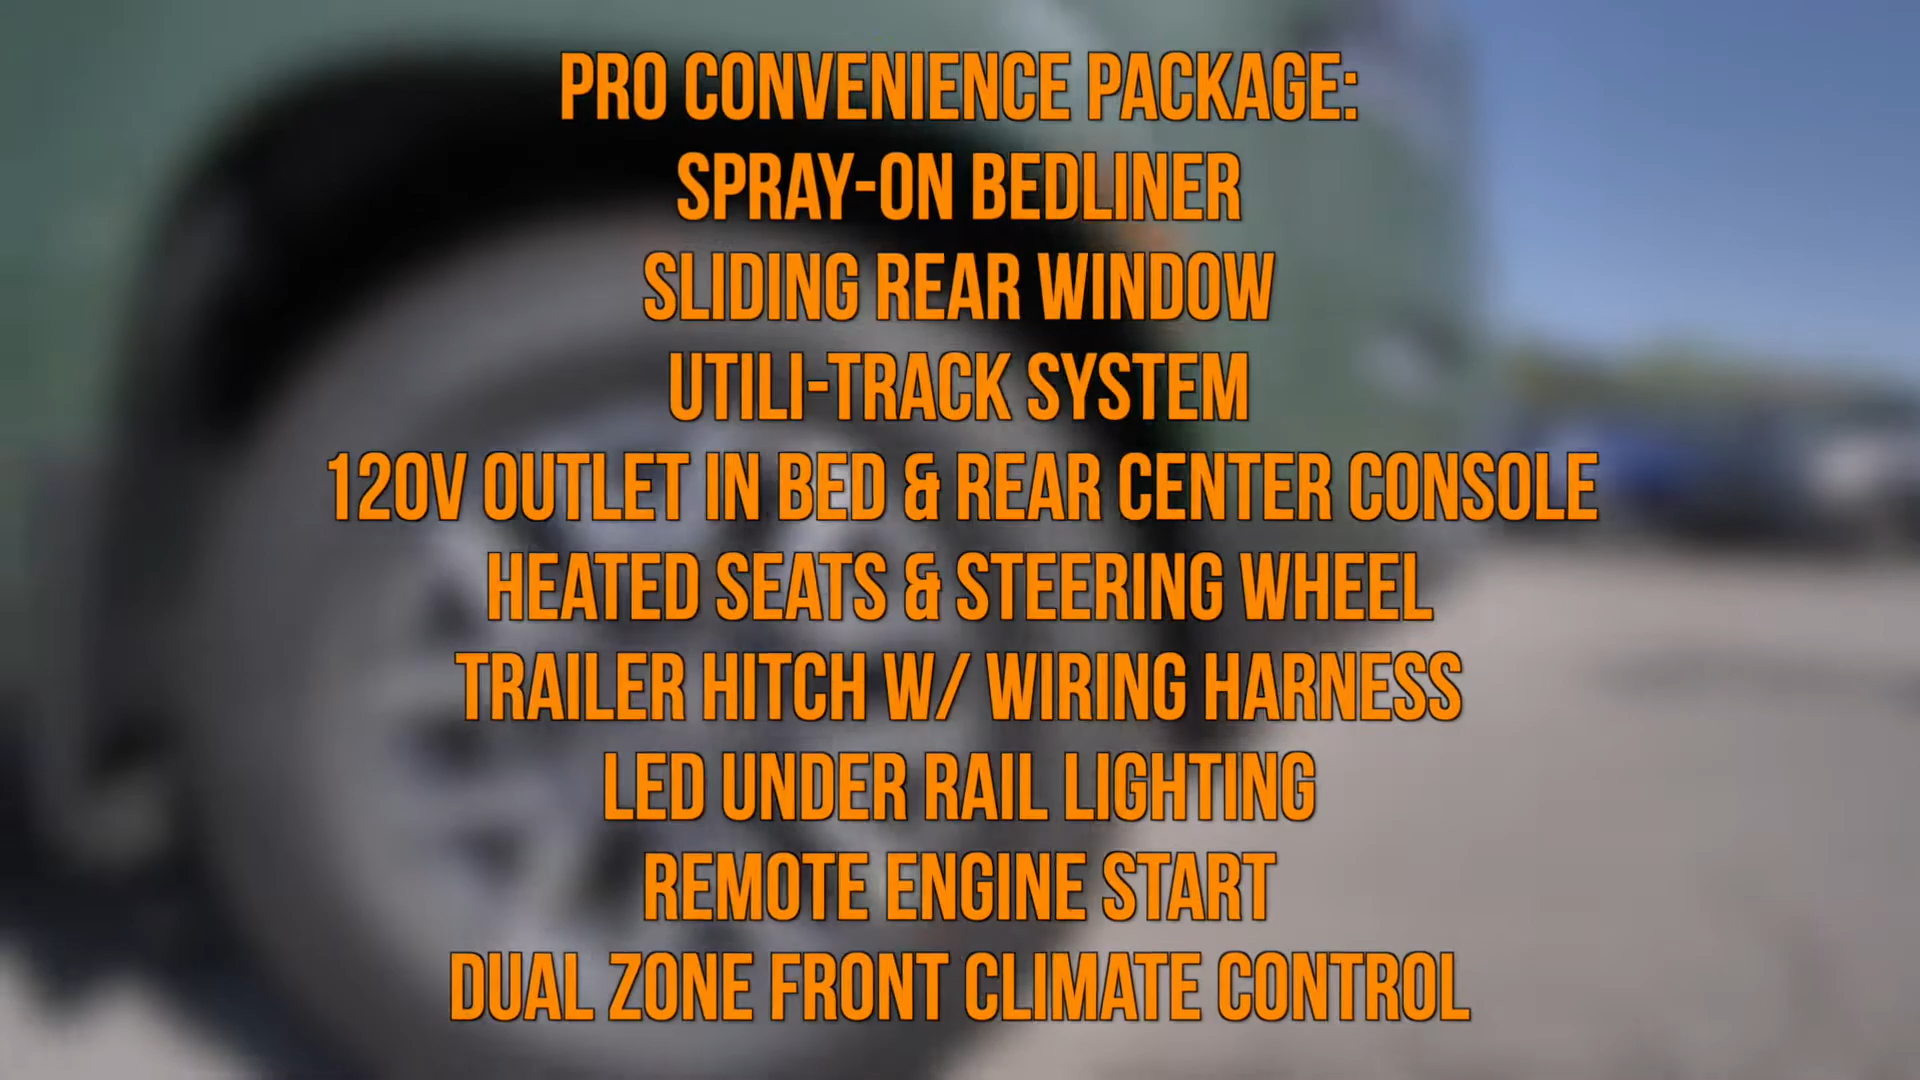 PRO CONVENIENCE PACKAGE:
SPRAY-ON BEDLINER
SLIDING REAR WINDOW
UTILI-TRACK SYSTEM
120V OUTLET IN BED & REAR CENTER CONSOLE
HEATED SEATS & STEERING WHEEL
TRAILER HITCH W/ WIRING HARNESS
LED UNDER RAIL LIGHTING
REMOTE ENGINE START
DUAL ZONE FRONT CLIMATE CONTROL